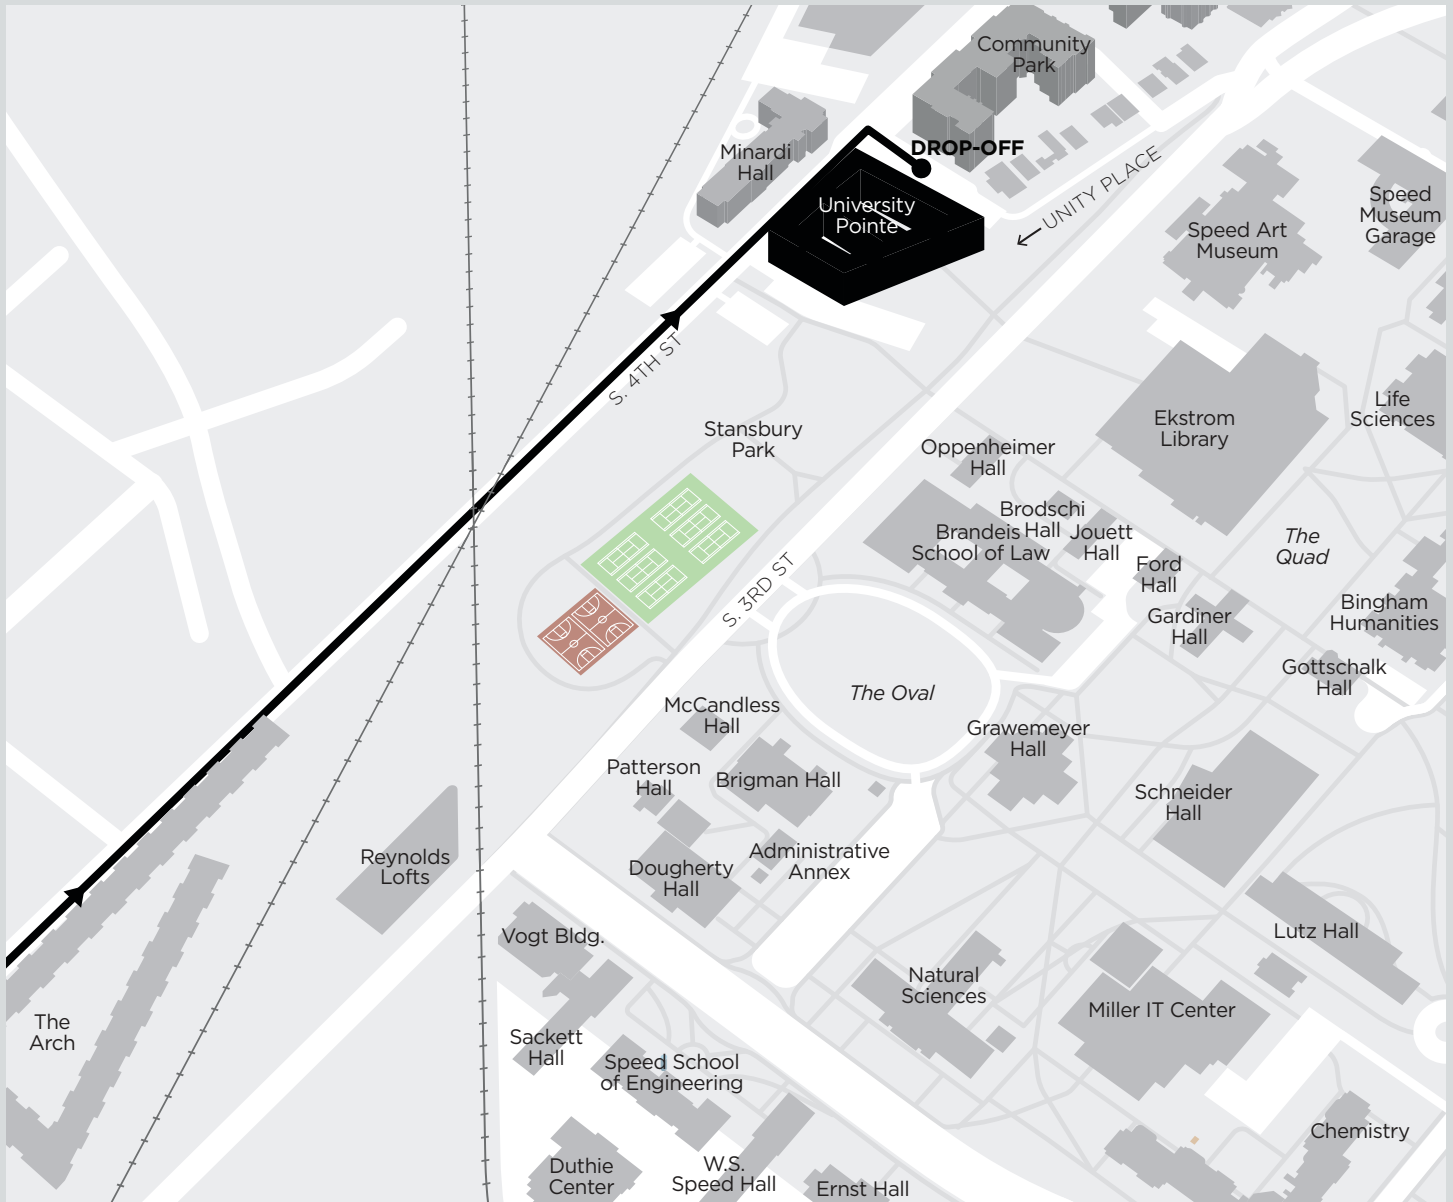 Community
Park
DROP-OFF
Minardi
Hall
UNITY PLACE
University
Pointe
Speed
Museum
Garage
Speed Art
Museum
S. 4TH ST
Life
Sciences
Ekstrom
Library
Stansbury
Park
Oppenheimer
Hall
Brodschi
Hall
Brandeis
School of Law
Jouett
Hall
The
Quad
Ford
Hall
S. 3RD ST
Gardiner
Hall
Bingham
Humanities
Gottschalk
Hall
The Oval
McCandless
Hall
Grawemeyer
Hall
Patterson
Hall
Brigman Hall
Schneider
Hall
Reynolds
Lofts
Administrative
Annex
Dougherty
Hall
Vogt Bldg.
Lutz Hall
Natural
Sciences
Miller IT Center
The
Arch
Sackett
Hall
Speed School
of Engineering
Chemistry
Duthie
Center
W.S.
Speed Hall
Ernst Hall